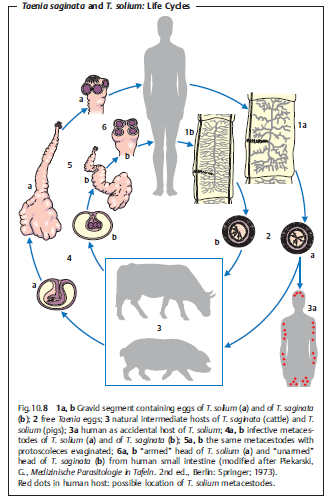 Taenia saginata and T. solium: Life Cycles
a
6
b
1b
1a
5
a
b
b
2
a
b
4
a
3
3a
Fig. 10.8 1a, b Gravid segment containing eggs of T. solium (a) and of T. saginata
(b); 2 free Taenia eggs; 3 natural intermediate hosts of T. saginata (cattle) and T.
solium (pigs); 3a human as accidental host of T. solium; 4a, b infective metaces-
todes of T. solium (a) and of T. saginata (b); 5a, b the same metacestodes with
protoscoleces evaginated; 6a, b "armed" head of T. solium (a) and "unarmed"
head of T. saginata (b) from human small intestine (modified after Piekarski,
G., Medizinische Parasitologie in Tafeln. 2nd ed., Berlin: Springer; 1973).
Red dots in human host: possible location of T. solium metacestodes.